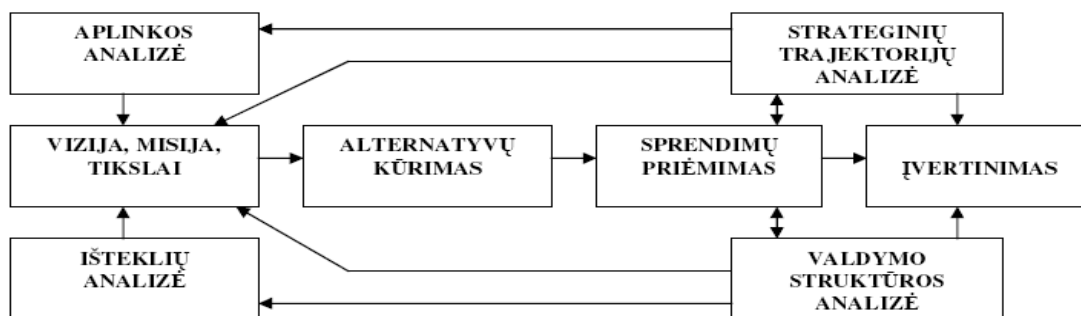 APLINKOS
ANALIZĖ
STRATEGINIŲ
TRAJEKTORIJŲ
ANALIZĖ
VIZIJA, MISIJA,
TIKSLAI
ALTERNATYVŲ
KŪRIMAS
SPRENDIMŲ
PRIĖMIMAS
ĮVERTINIMAS
IŠTEKLIŲ
ANALIZĖ
VALDYMO
STRUKTŪROS
ANALIZĖ